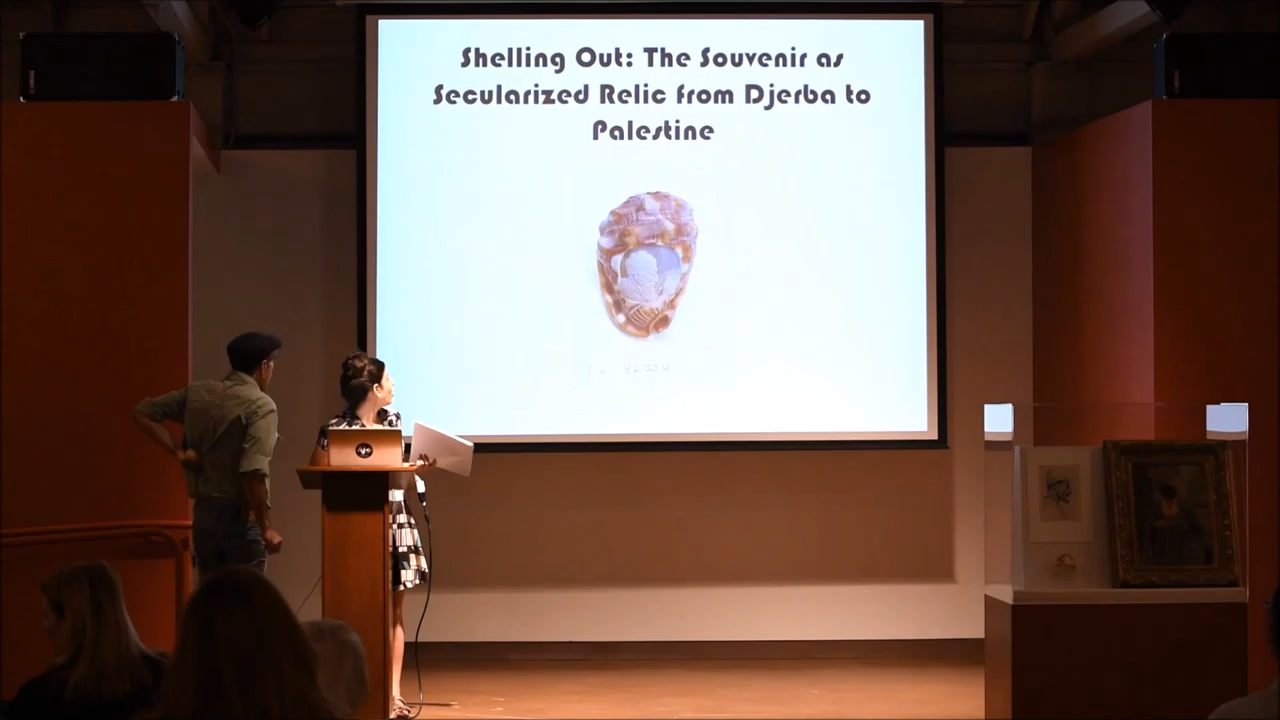 Shelling Out: The Souvenir as
Secularized Relic from Djerba to
Palestine